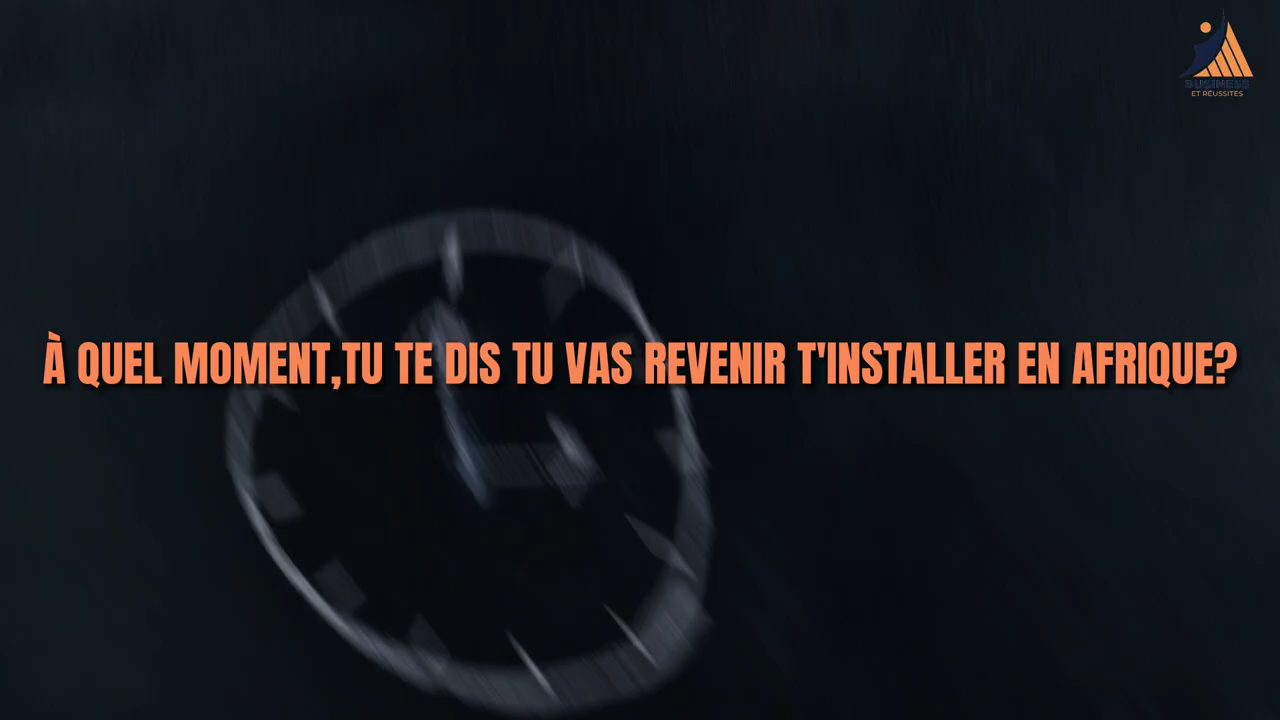 BUSINESS
ET RÉUSSITES
À QUEL MOMENT,TU TE DIS TU VAS REVENIR T'INSTALLER EN AFRIQUE?